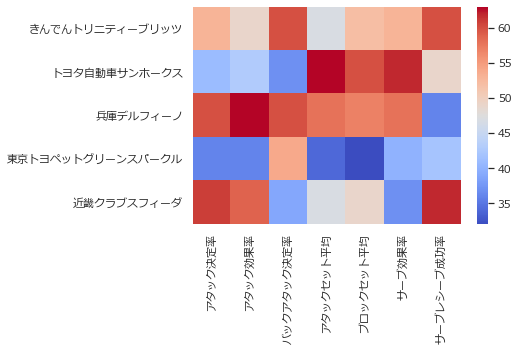 きんでんトリニティーブリッツ
トヨタ自動車サンホークス
兵庫デルフィーノ
東京トヨペットグリーンスパークル
近畿クラブスフィーダ
アタック決定率
アタック効果率
バックアタック決定率
アタックセット平均
ブロックセット平均
サーブ効果率
サーブレシーブ成功率
60
55
50
45
40
35